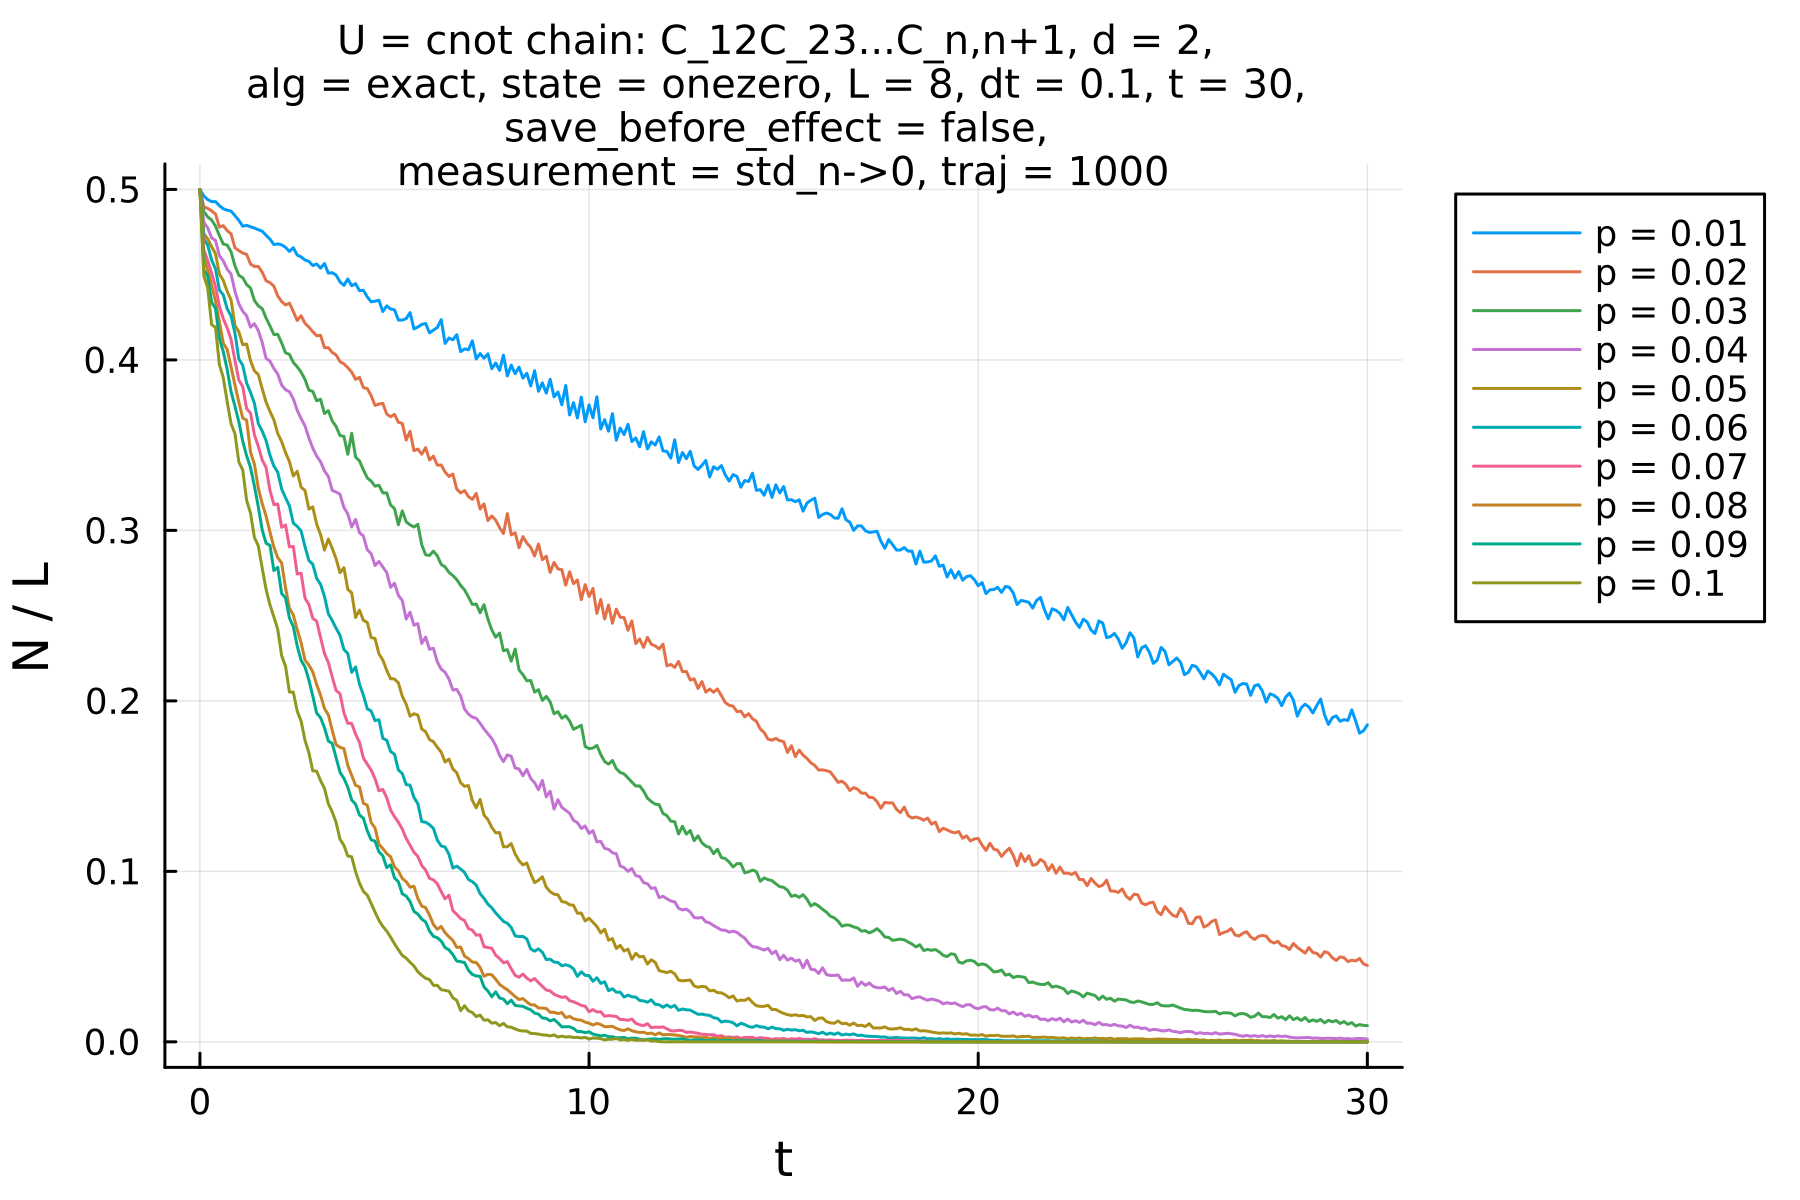 U = cnot chain: C_12C_23...C_n,n+1, d = 2,
alg = exact, state = onezero, L = 8, dt = 0.1, t = 30,
save_before_effect = false,
measurement = std_n->0, traj = 1000
N / L
0.5
0.4
0.3
0.2
0.1
0.0
0
10
20
30
t
p = 0.01
p = 0.02
p = 0.03
p = 0.04
p = 0.05
p = 0.06
p = 0.07
p = 0.08
p = 0.09
p = 0.1